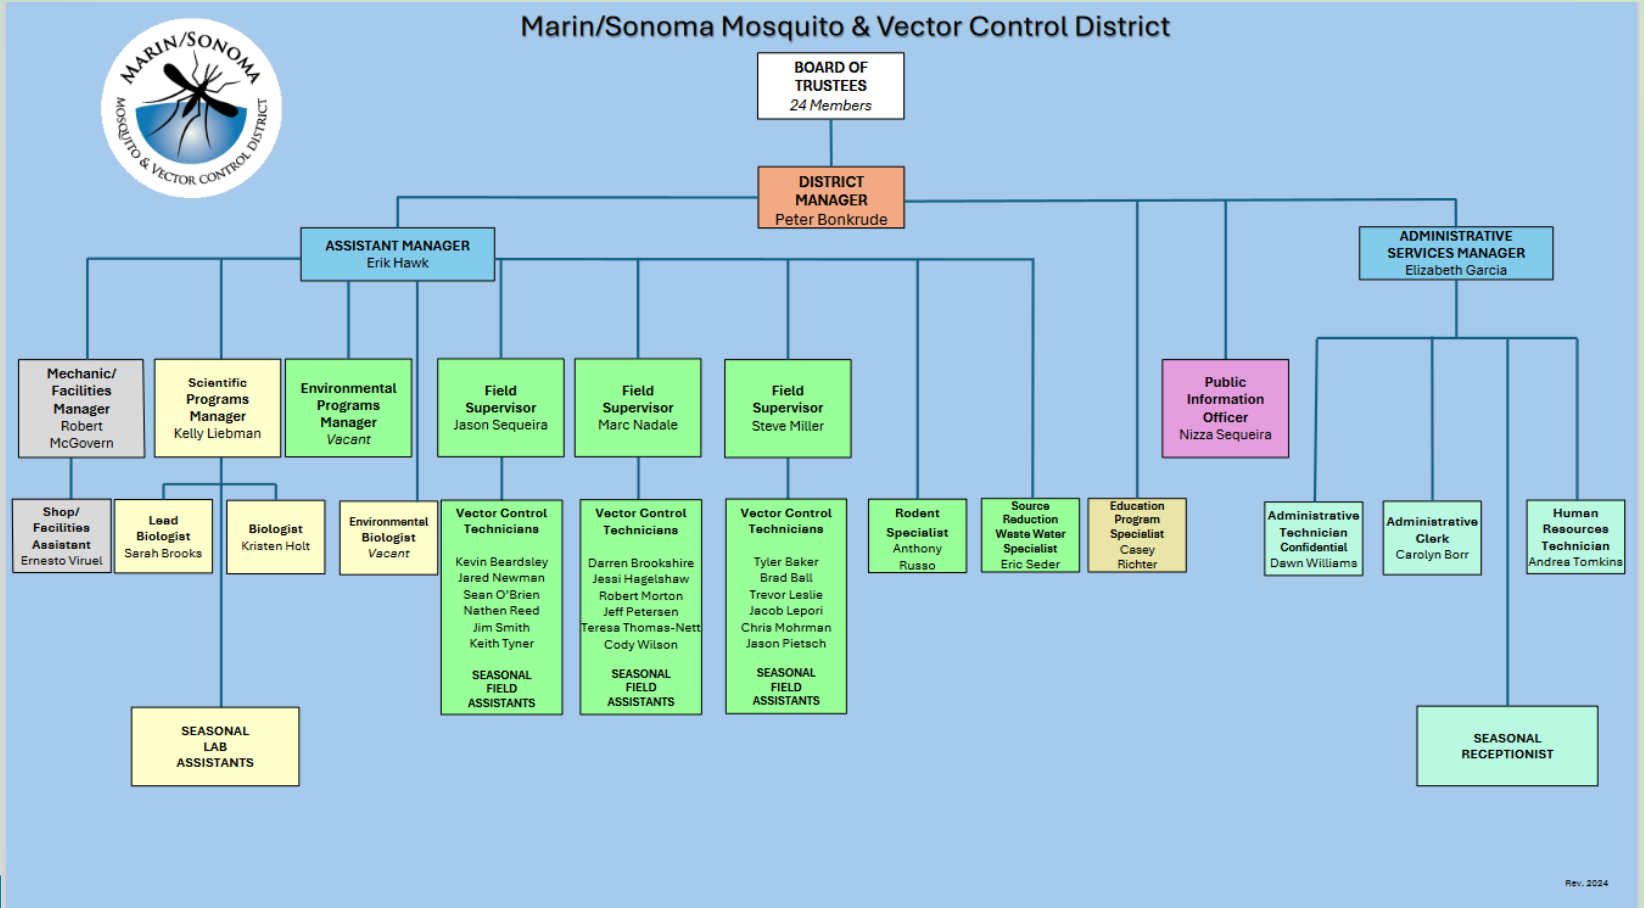 Marin/Sonoma Mosquito & Vector Control District
MARIN/SONOMA
MOSQUITO & VECTOR CONTROL DISTRICT
BOARD OF
TRUSTEES
24 Members
DISTRICT
MANAGER
Peter Bonkrude
ASSISTANT MANAGER
Erik Hawk
ADMINISTRATIVE
SERVICES MANAGER
Elizabeth Garcia
Mechanic/
Facilities
Manager
Robert
McGovern
Scientific
Programs
Manager
Kelly Liebman
Environmental
Programs
Manager
Vacant
Field
Supervisor
Jason Sequeira
Field
Supervisor
Marc Nadale
Field
Supervisor
Steve Miller
Public
Information
Officer
Nizza Sequeira
Shop/
Facilities
Assistant
Ernesto Viruel
Lead
Biologist
Sarah Brooks
Biologist
Kristen Holt
Environmental
Biologist
Vacant
Vector Control
Technicians
Kevin Beardsley
Jared Newman
Sean O'Brien
Nathen Reed
Jim Smith
Keith Tyner
SEASONAL
FIELD
ASSISTANTS
Vector Control
Technicians
Darren Brookshire
Jessi Hagelshaw
Robert Morton
Jeff Petersen
Teresa Thomas-Nett
Cody Wilson
SEASONAL
FIELD
ASSISTANTS
Vector Control
Technicians
Tyler Baker
Brad Ball
Trevor Leslie
Jacob Lepori
Chris Mohrman
Jason Pietsch
SEASONAL
FIELD
ASSISTANTS
Rodent
Specialist
Anthony
Russo
Source
Reduction
Waste Water
Specialist
Eric Seder
Education
Program
Specialist
Casey
Richter
Administrative
Technician
Confidential
Dawn Williams
Administrative
Clerk
Carolyn Borr
Human
Resources
Technician
Andrea Tomkins
SEASONAL
LAB
ASSISTANTS
SEASONAL
RECEPTIONIST
Rev. 2024